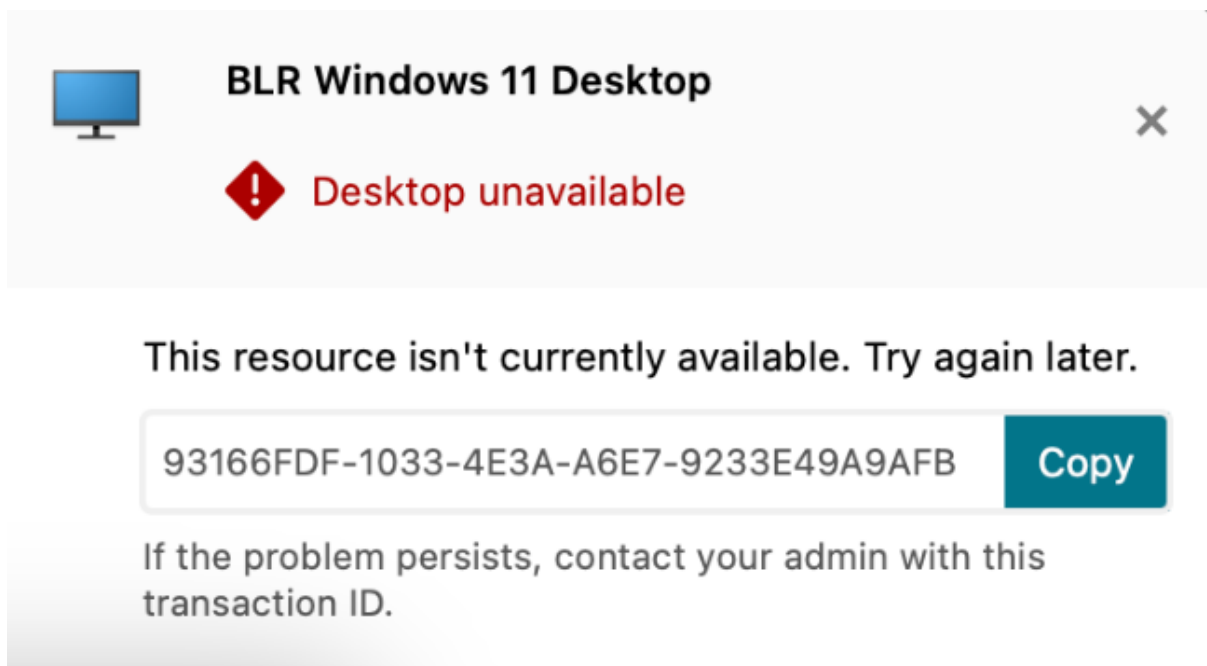 BLR Windows 11 Desktop
Desktop unavailable
This resource isn't currently available. Try again later.
93166FDF-1033-4E3A-A6E7-9233E49A9AFB
Copy
If the problem persists, contact your admin with this
transaction ID.